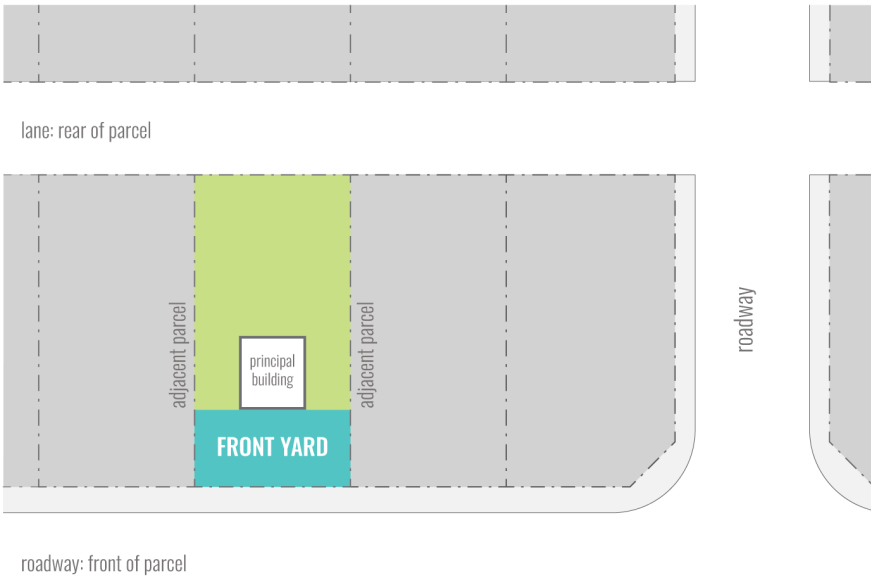 lane: rear of parcel
adjacent parcel
adjacent parcel
principal
building
FRONT YARD
roadway
roadway: front of parcel